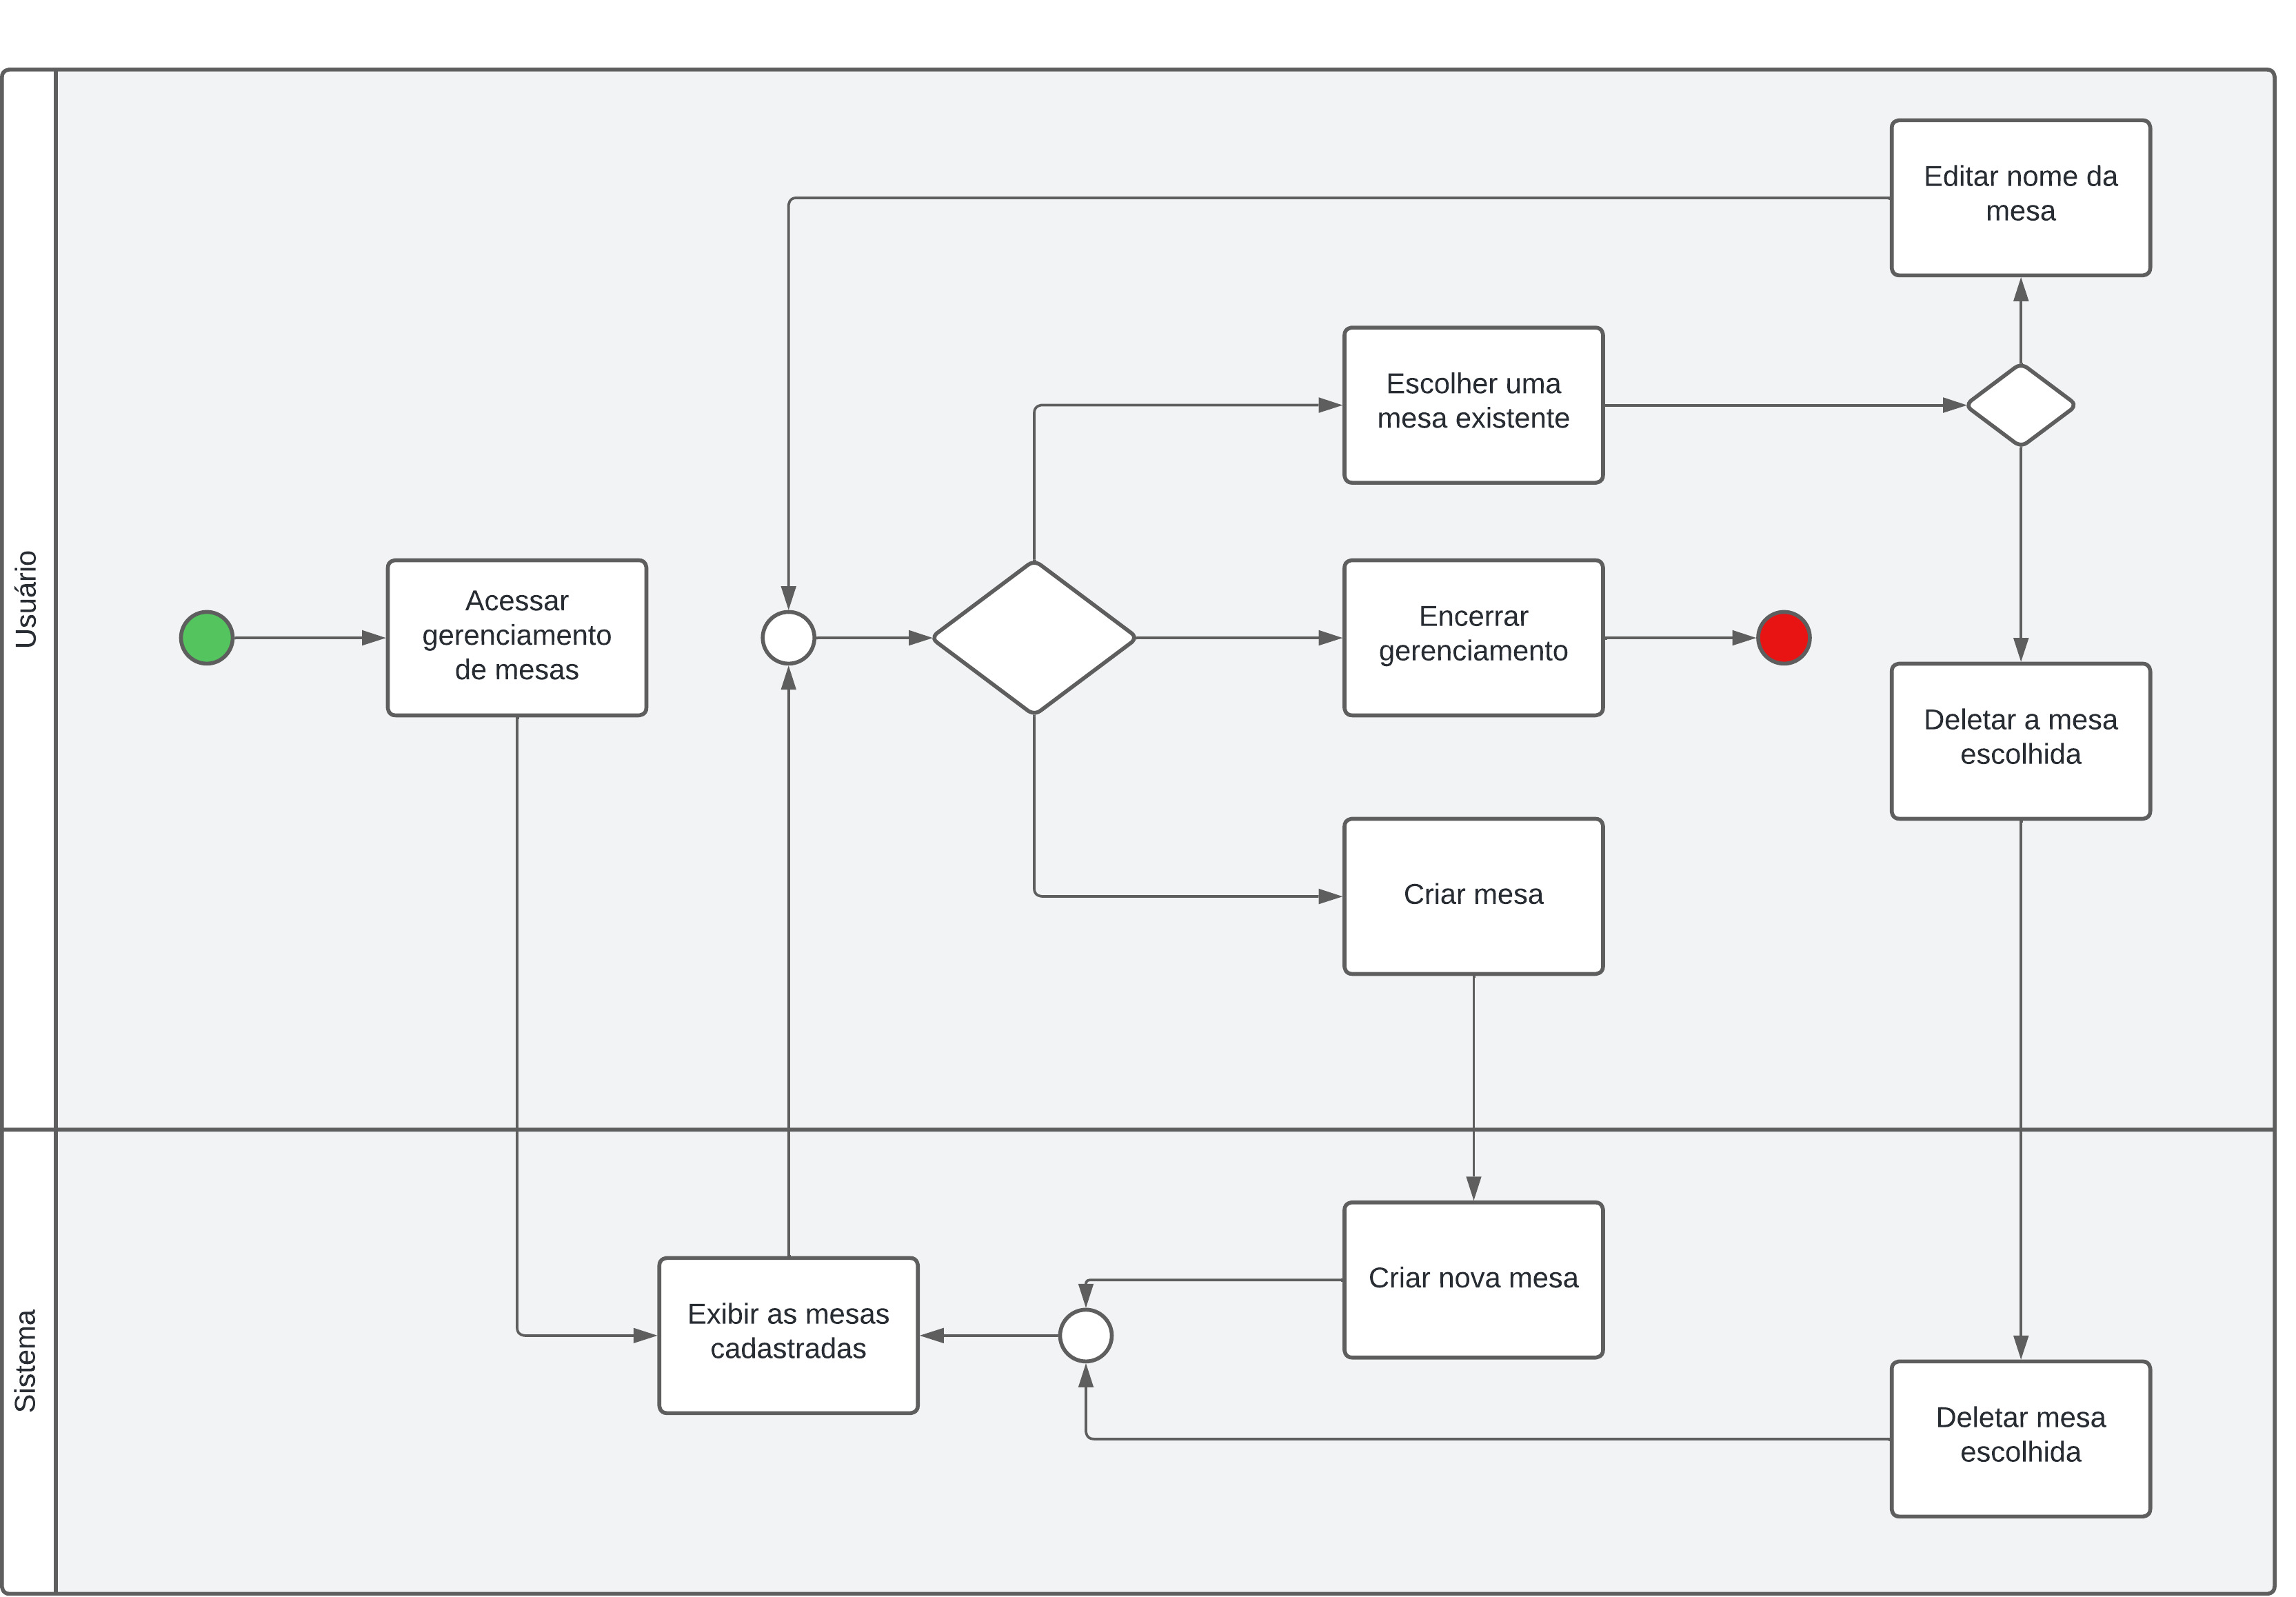 Usuário
Editar nome da
mesa
Escolher uma
mesa existente
Acessar
gerenciamento
de mesas
Encerrar
gerenciamento
Deletar a mesa
escolhida
Criar mesa
Sistema
Exibir as mesas
cadastradas
Criar nova mesa
Deletar mesa
escolhida